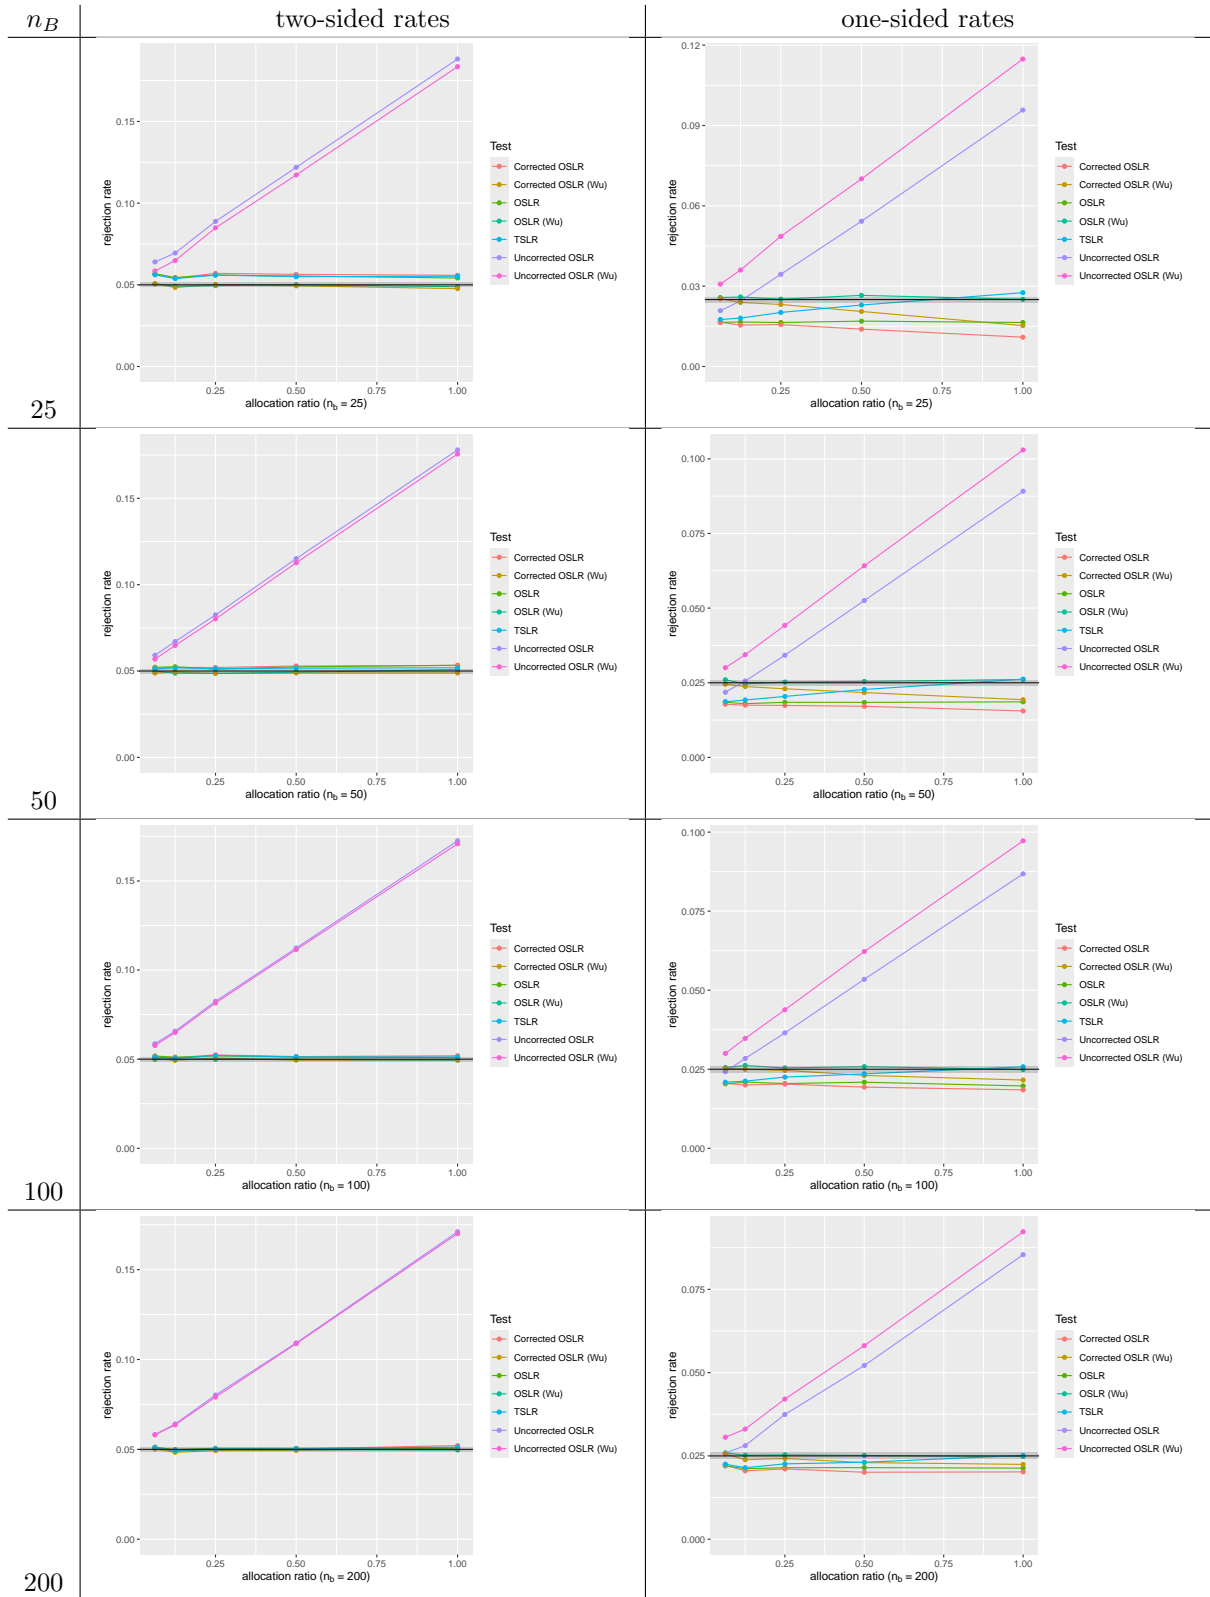 n_B two-sided rates one-sided rates
25
rejection rate
0.15
0.10
0.05
0.00
0.25 0.50 0.75 1.00
allocation ratio (n_b = 25)
Test
Corrected OSLR
Corrected OSLR (Wu)
OSLR
OSLR (Wu)
TSLR
Uncorrected OSLR
Uncorrected OSLR (Wu)
rejection rate
0.12
0.09
0.06
0.03
0.00
0.25 0.50 0.75 1.00
allocation ratio (n_b = 25)
Test
Corrected OSLR
Corrected OSLR (Wu)
OSLR
OSLR (Wu)
TSLR
Uncorrected OSLR
Uncorrected OSLR (Wu)
50
rejection rate
0.15
0.10
0.05
0.00
0.25 0.50 0.75 1.00
allocation ratio (n_b = 50)
Test
Corrected OSLR
Corrected OSLR (Wu)
OSLR
OSLR (Wu)
TSLR
Uncorrected OSLR
Uncorrected OSLR (Wu)
rejection rate
0.100
0.075
0.050
0.025
0.000
0.25 0.50 0.75 1.00
allocation ratio (n_b = 50)
Test
Corrected OSLR
Corrected OSLR (Wu)
OSLR
OSLR (Wu)
TSLR
Uncorrected OSLR
Uncorrected OSLR (Wu)
100
rejection rate
0.15
0.10
0.05
0.00
0.25 0.50 0.75 1.00
allocation ratio (n_b = 100)
Test
Corrected OSLR
Corrected OSLR (Wu)
OSLR
OSLR (Wu)
TSLR
Uncorrected OSLR
Uncorrected OSLR (Wu)
rejection rate
0.100
0.075
0.050
0.025
0.000
0.25 0.50 0.75 1.00
allocation ratio (n_b = 100)
Test
Corrected OSLR
Corrected OSLR (Wu)
OSLR
OSLR (Wu)
TSLR
Uncorrected OSLR
Uncorrected OSLR (Wu)
200
rejection rate
0.15
0.10
0.05
0.00
0.25 0.50 0.75 1.00
allocation ratio (n_b = 200)
Test
Corrected OSLR
Corrected OSLR (Wu)
OSLR
OSLR (Wu)
TSLR
Uncorrected OSLR
Uncorrected OSLR (Wu)
rejection rate
0.075
0.050
0.025
0.000
0.25 0.50 0.75 1.00
allocation ratio (n_b = 200)
Test
Corrected OSLR
Corrected OSLR (Wu)
OSLR
OSLR (Wu)
TSLR
Uncorrected OSLR
Uncorrected OSLR (Wu)